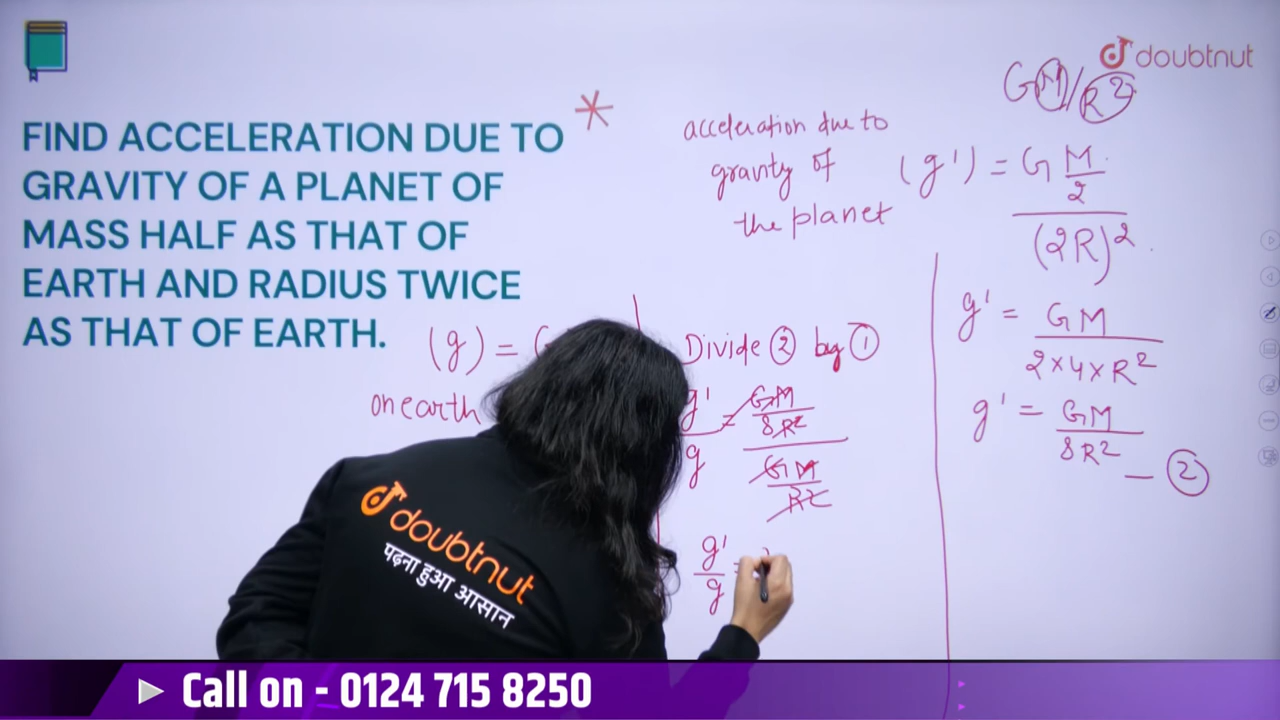 doubtnut
FIND ACCELERATION DUE TO
GRAVITY OF A PLANET OF
MASS HALF AS THAT OF
EARTH AND RADIUS TWICE
AS THAT OF EARTH.
GM/R²
acceleration due to
gravity of
the planet
(g') = G M/2
(2R)²
g' = GM
2×4×R²
g' = GM
8R²
— ②
(g) =
on earth
Divide ② by ①
g'/g = GM/8R²
GM/R²
g'/g =
doubtnut
पढ़ना हुआ आसान
Call on - 0124 715 8250